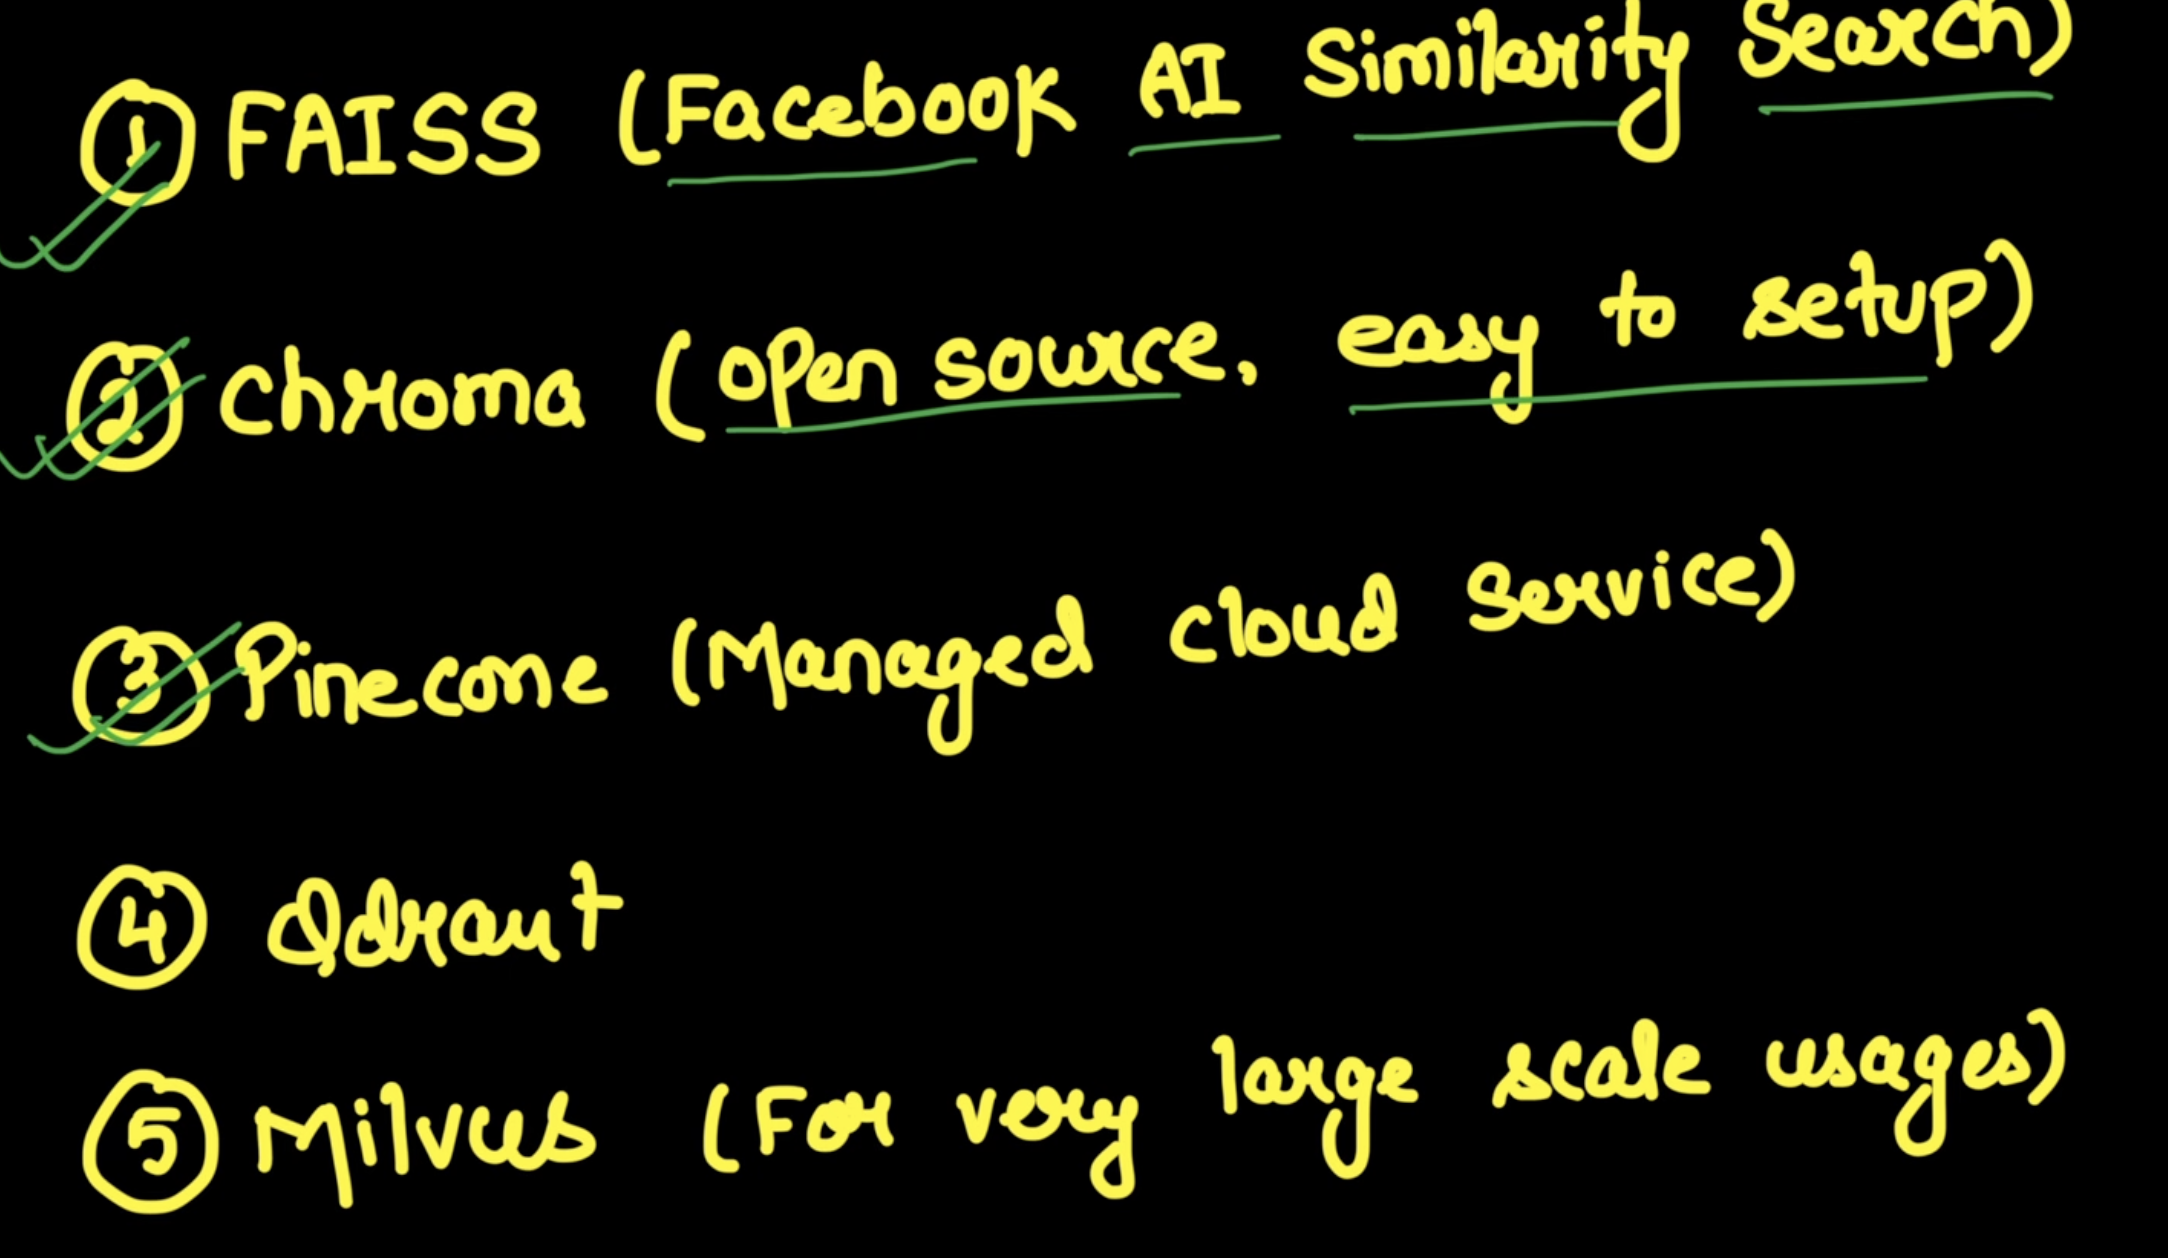 1 FAISS (Facebook AI Similarity Search)
2 Chroma (open source, easy to setup)
3 Pinecone (Managed cloud service)
4 Qdrant
5 Milvus (For very large scale usages)